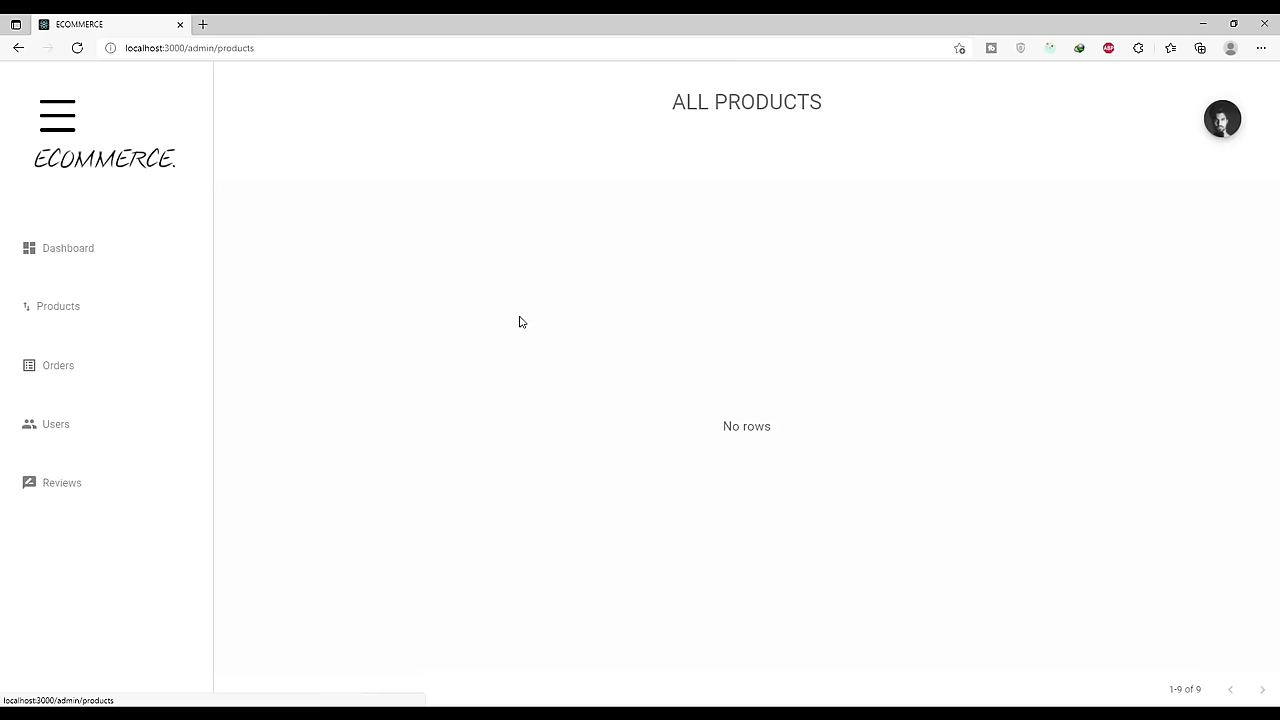 ECOMMERCE
localhost:3000/admin/products
ABP
ALL PRODUCTS
ECOMMERCE.
Dashboard
Products
Orders
Users
Reviews
No rows
1-9 of 9
localhost:3000/admin/products